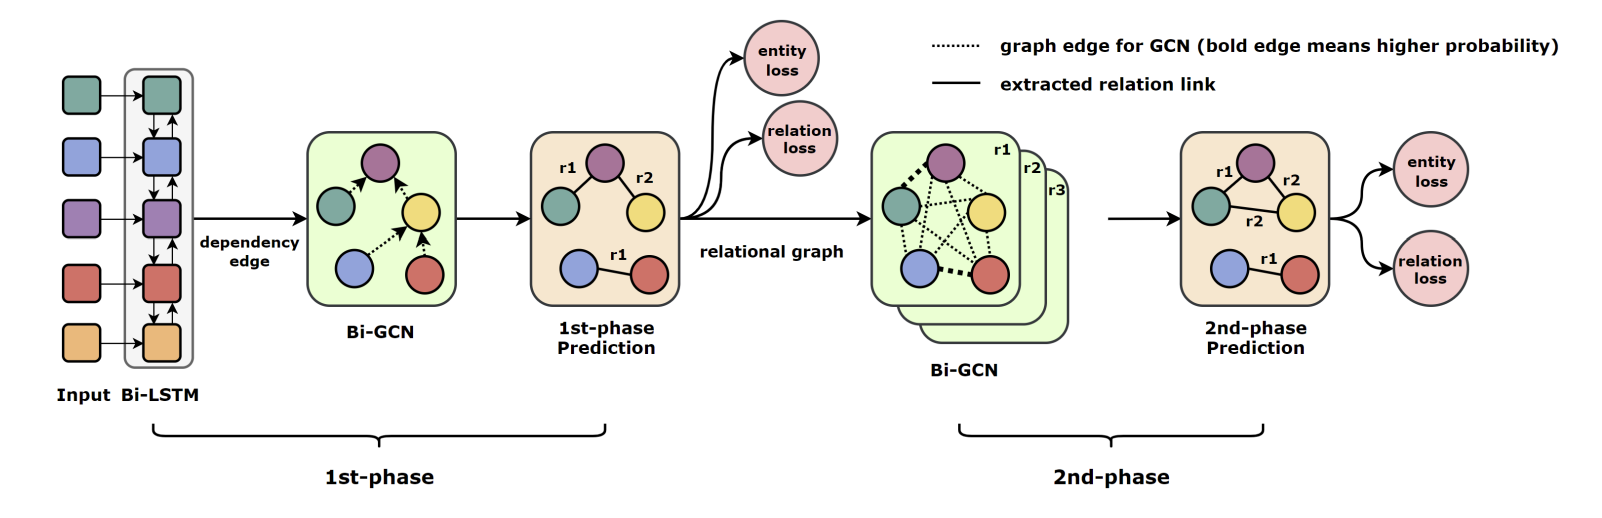 Input
Bi-LSTM
dependency
edge
Bi-GCN
r1
r2
r1
1st-phase
Prediction
entity
loss
relation
loss
relational graph
graph edge for GCN (bold edge means higher probability)
extracted relation link
r1
r2
r3
Bi-GCN
r1
r2
r2
r1
2nd-phase
Prediction
entity
loss
relation
loss
1st-phase
2nd-phase